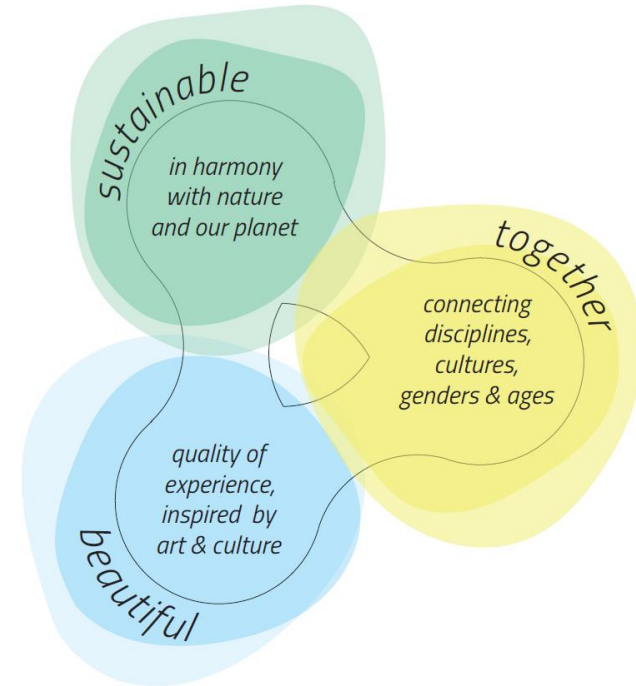 sustainable
in harmony
with nature
and our planet
together
connecting
disciplines,
cultures,
genders & ages
quality of
experience,
inspired by
art & culture
beautiful